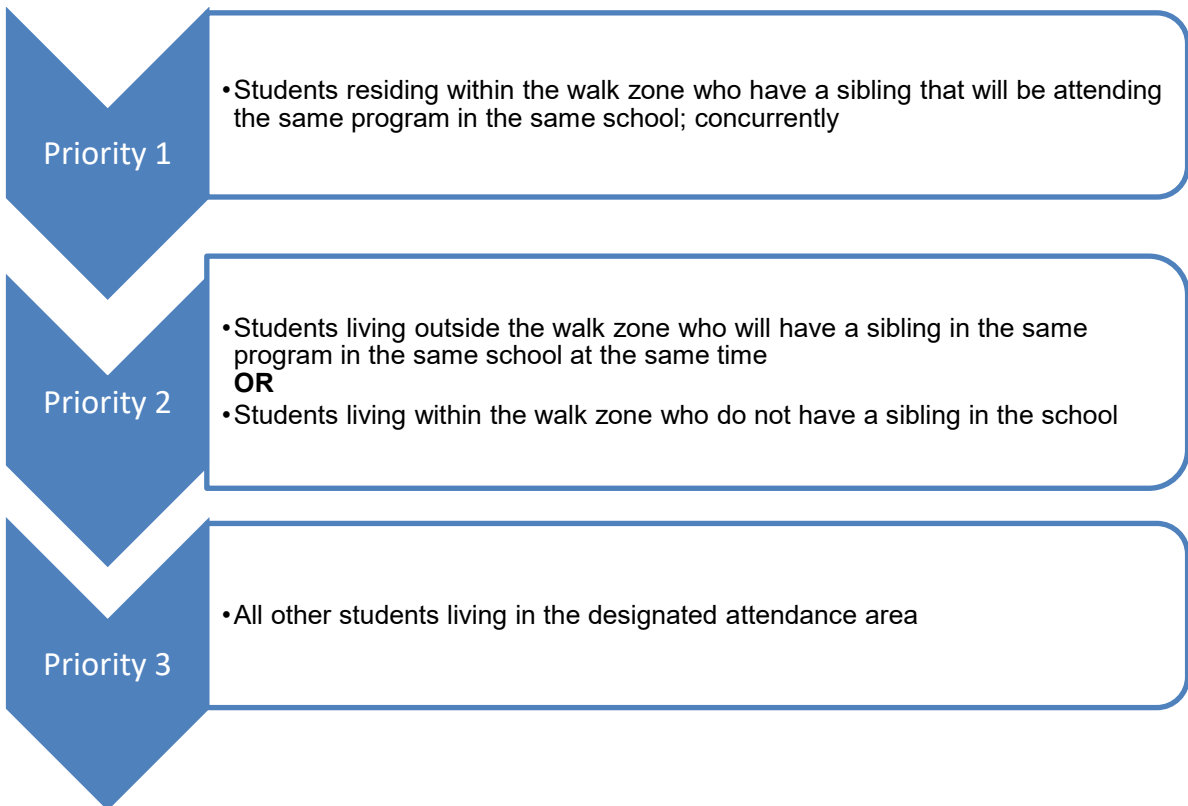 Priority 1
•Students residing within the walk zone who have a sibling that will be attending
the same program in the same school; concurrently
Priority 2
•Students living outside the walk zone who will have a sibling in the same
program in the same school at the same time
OR
•Students living within the walk zone who do not have a sibling in the school
Priority 3
•All other students living in the designated attendance area